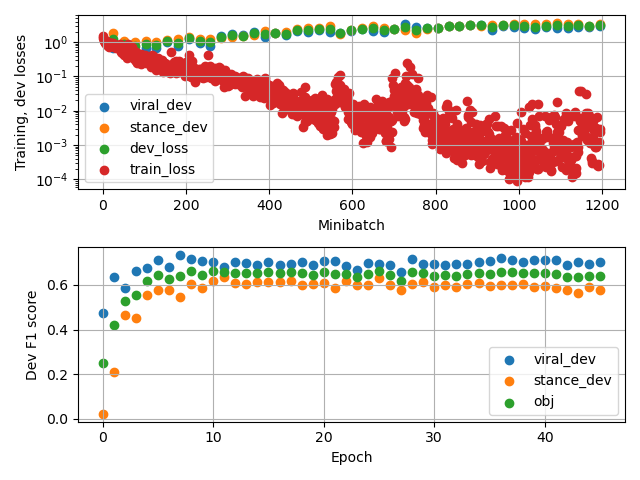 Training, dev losses
10⁰
10⁻¹
10⁻²
10⁻³
10⁻⁴
viral_dev
stance_dev
dev_loss
train_loss
0 200 400 600 800 1000 1200
Minibatch
Dev F1 score
0.6
0.4
0.2
0.0
viral_dev
stance_dev
obj
0 10 20 30 40
Epoch